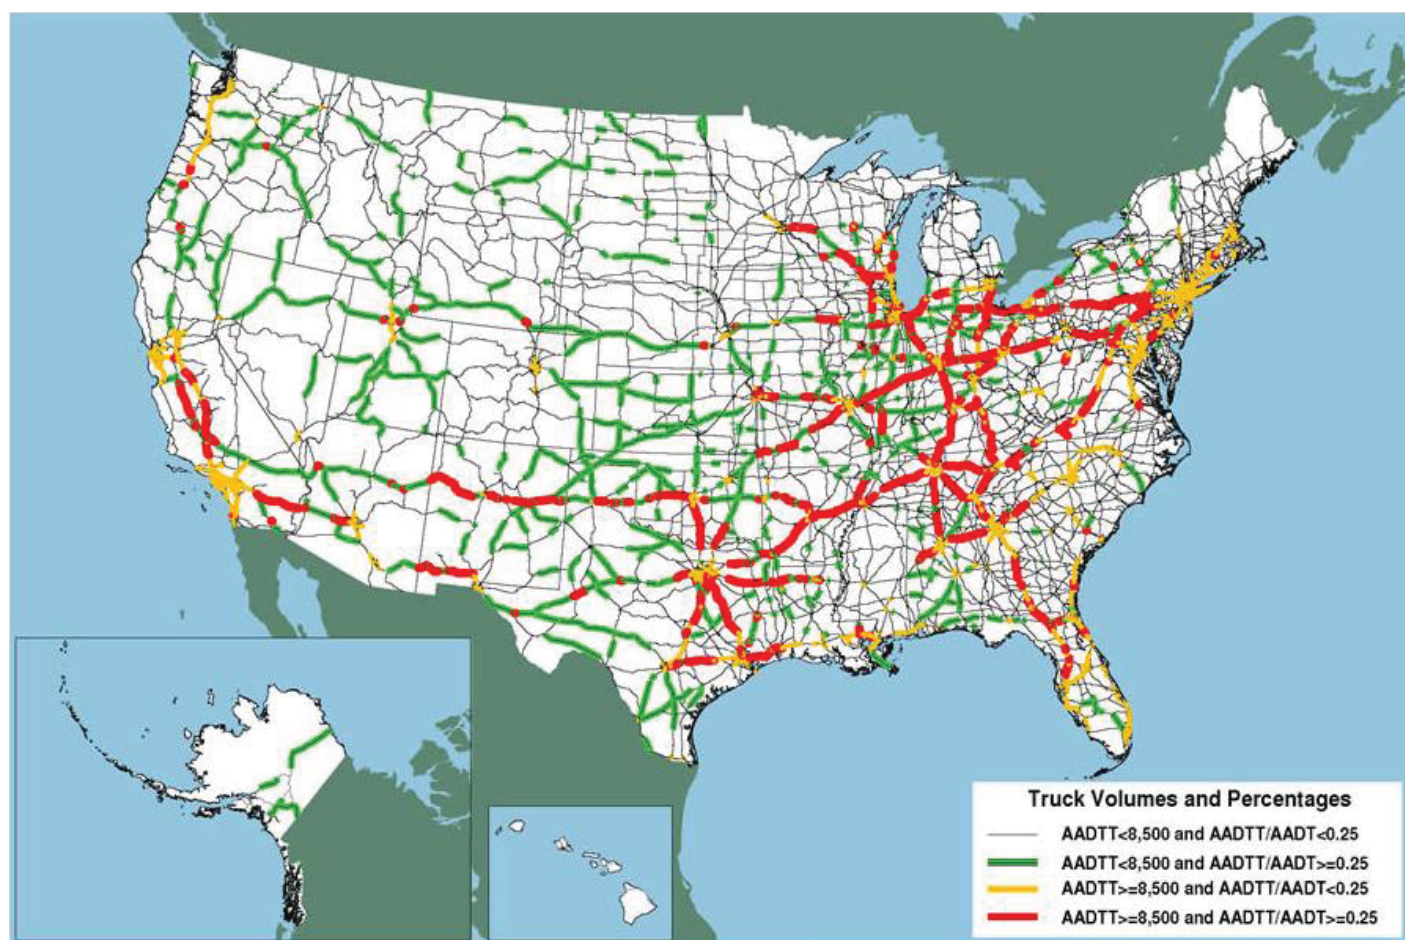 Truck Volumes and Percentages
AADTT<8,500 and AADTT/AADT<0.25
AADTT<8,500 and AADTT/AADT>=0.25
AADTT>=8,500 and AADTT/AADT<0.25
AADTT>=8,500 and AADTT/AADT>=0.25